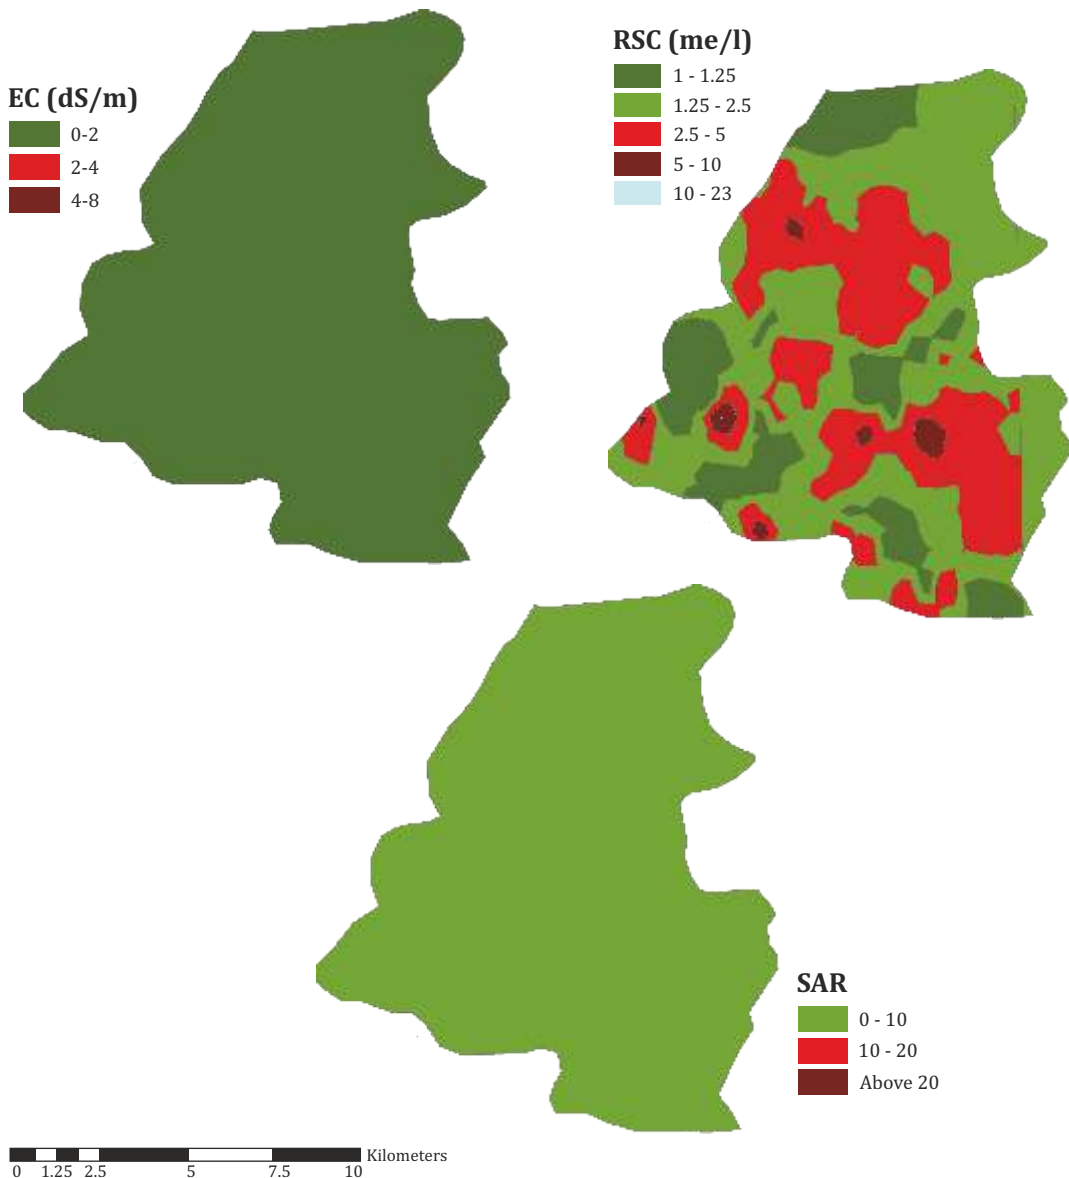 EC (dS/m)
0-2
2-4
4-8
RSC (me/l)
1 - 1.25
1.25 - 2.5
2.5 - 5
5 - 10
10 - 23
SAR
0 - 10
10 - 20
Above 20
Kilometers
0 1.25 2.5 5 7.5 10